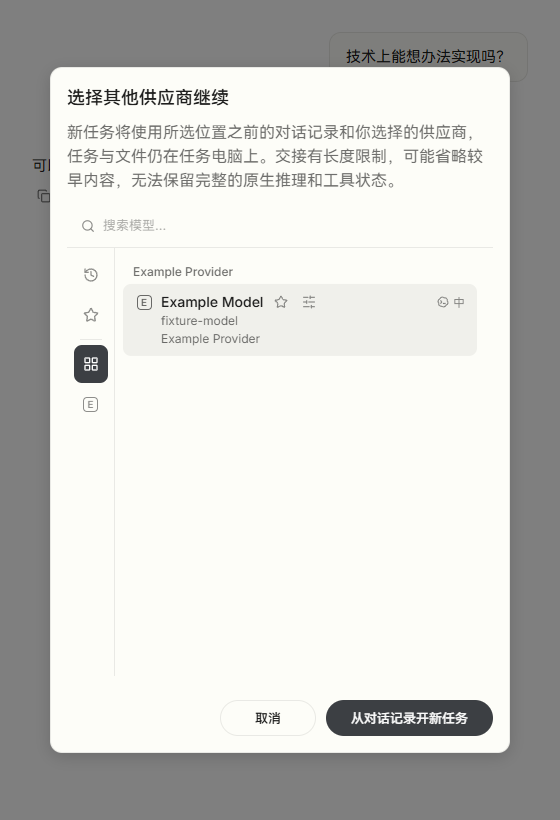 技术上能想办法实现吗?
选择其他供应商继续
新任务将使用所选位置之前的对话记录和你选择的供应商,
任务与文件仍在任务电脑上。交接有长度限制,可能省略较
早内容,无法保留完整的原生推理和工具状态。
可
搜索模型...
Example Provider
E Example Model 中
fixture-model
Example Provider
E
取消 从对话记录开新任务